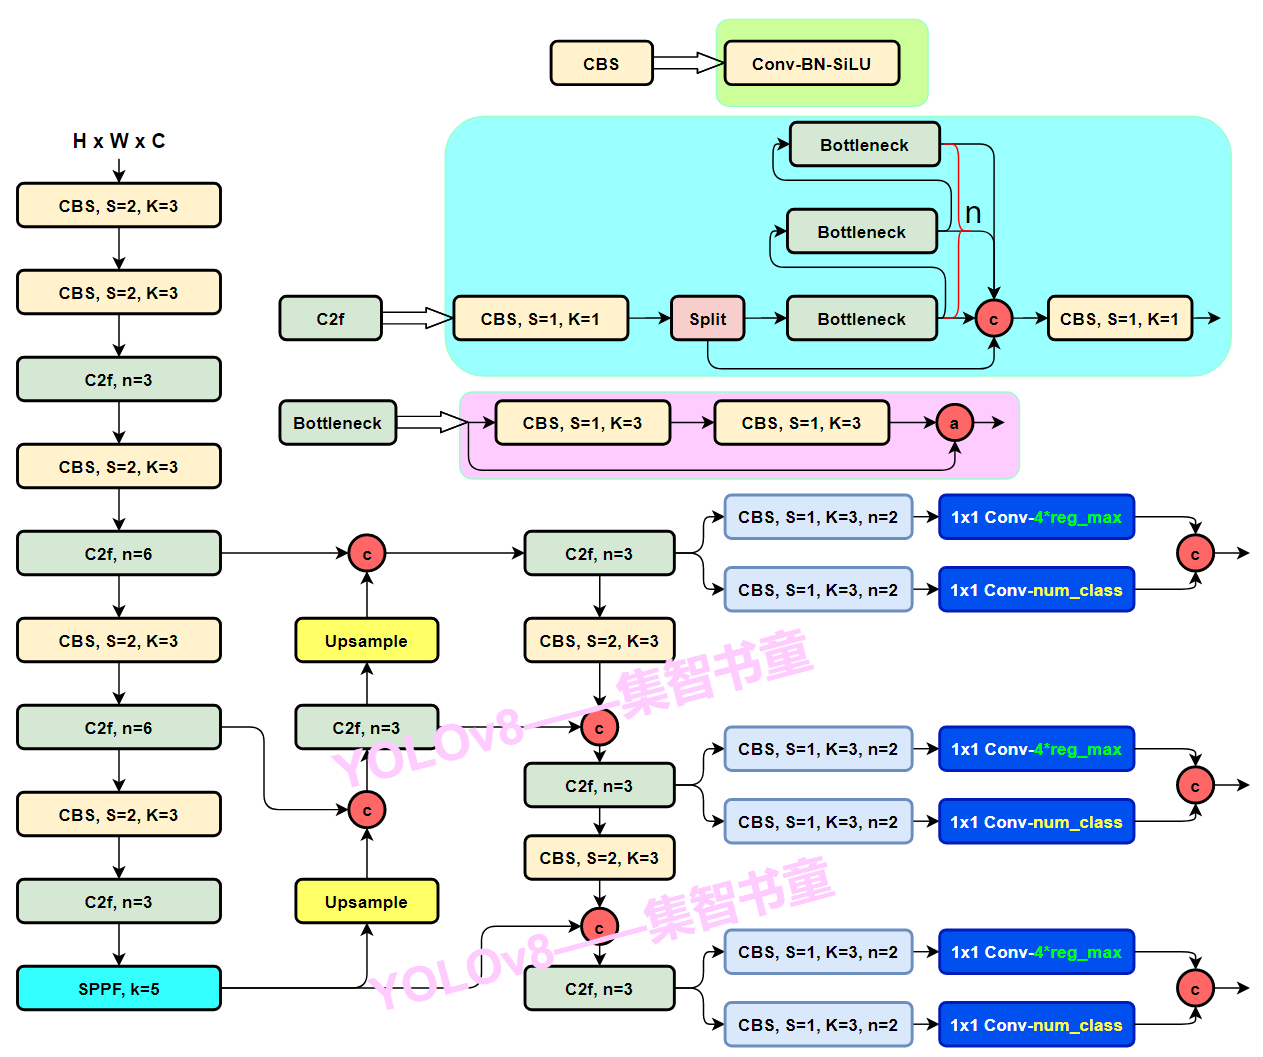 CBS
Conv-BN-SiLU
H x W x C
CBS, S=2, K=3
CBS, S=2, K=3
C2f, n=3
CBS, S=2, K=3
C2f, n=6
CBS, S=2, K=3
C2f, n=6
CBS, S=2, K=3
C2f, n=3
SPPF, k=5
C2f
CBS, S=1, K=1
Split
Bottleneck
Bottleneck
Bottleneck
n
c
CBS, S=1, K=1
Bottleneck
CBS, S=1, K=3
CBS, S=1, K=3
a
c
Upsample
C2f, n=3
c
Upsample
C2f, n=3
CBS, S=2, K=3
c
C2f, n=3
CBS, S=2, K=3
c
C2f, n=3
CBS, S=1, K=3, n=2
1x1 Conv-4*reg_max
CBS, S=1, K=3, n=2
1x1 Conv-num_class
c
CBS, S=1, K=3, n=2
1x1 Conv-4*reg_max
CBS, S=1, K=3, n=2
1x1 Conv-num_class
c
CBS, S=1, K=3, n=2
1x1 Conv-4*reg_max
CBS, S=1, K=3, n=2
1x1 Conv-num_class
c
YOLOv8——集智书童
YOLOv8——集智书童